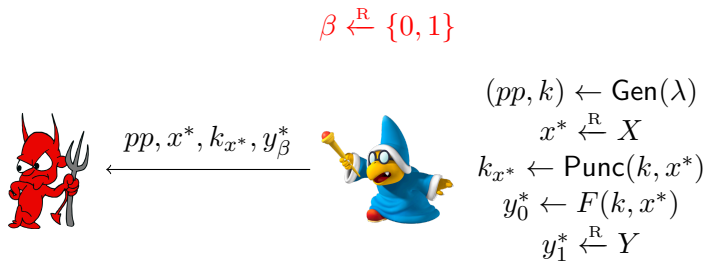 β ←ᴿ {0, 1}
pp, x*, k_{x*}, y*_β
(pp, k) ← Gen(λ)
x* ←ᴿ X
k_{x*} ← Punc(k, x*)
y*_0 ← F(k, x*)
y*_1 ←ᴿ Y